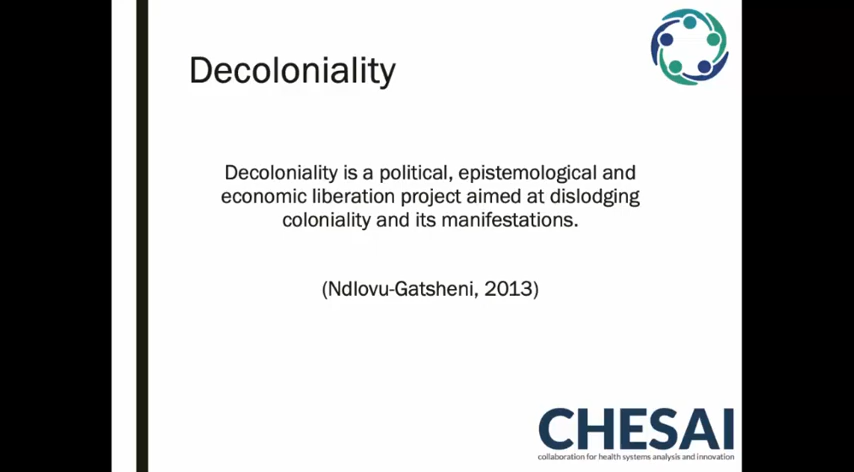 Decoloniality
Decoloniality is a political, epistemological and
economic liberation project aimed at dislodging
coloniality and its manifestations.
(Ndlovu-Gatsheni, 2013)
CHESAI
collaboration for health systems analysis and innovation